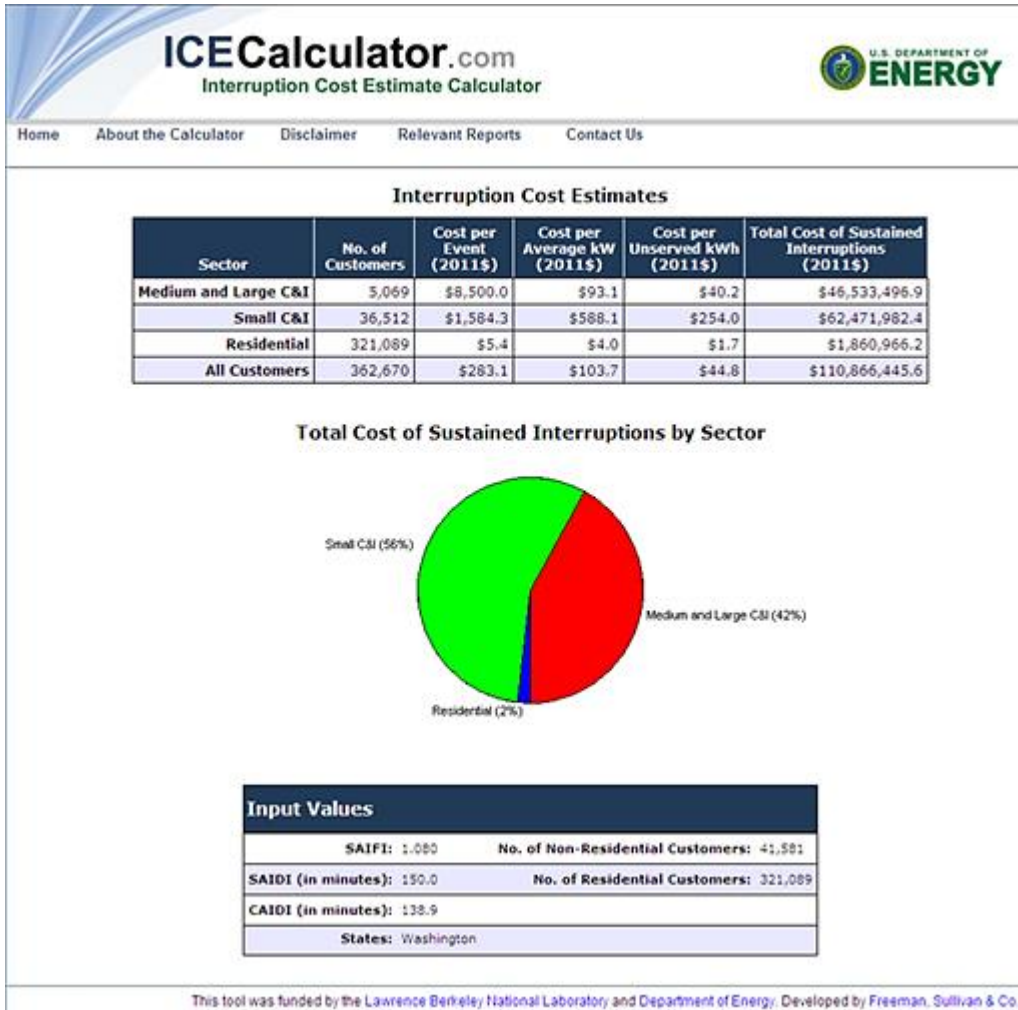 ICECalculator.com
Interruption Cost Estimate Calculator
U.S. DEPARTMENT OF
ENERGY
Home About the Calculator Disclaimer Relevant Reports Contact Us
Interruption Cost Estimates
Sector No. of Customers Cost per Event (2011$) Cost per Average kW (2011$) Cost per Unserved kWh (2011$) Total Cost of Sustained Interruptions (2011$)
Medium and Large C&I 5,069 $8,500.0 $93.1 $40.2 $46,533,496.9
Small C&I 36,512 $1,584.3 $588.1 $254.0 $62,471,982.4
Residential 321,089 $5.4 $4.0 $1.7 $1,860,966.2
All Customers 362,670 $283.1 $103.7 $44.8 $110,866,445.6
Total Cost of Sustained Interruptions by Sector
Small C&I (56%)
Medium and Large C&I (42%)
Residential (2%)
Input Values
SAIFI: 1.080 No. of Non-Residential Customers: 41,581
SAIDI (in minutes): 150.0 No. of Residential Customers: 321,089
CAIDI (in minutes): 138.9
States: Washington
This tool was funded by the Lawrence Berkeley National Laboratory and Department of Energy. Developed by Freeman, Sullivan & Co